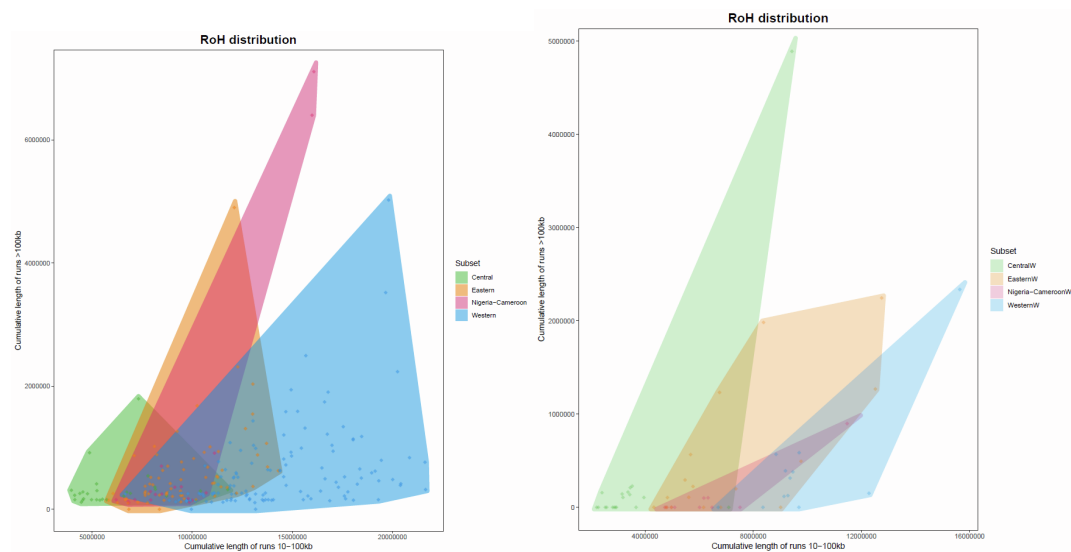 RoH distribution
Cumulative length of runs >100kb
6000000
4000000
2000000
0
5000000
10000000
15000000
20000000
Cumulative length of runs 10−100kb
Subset
Central
Eastern
Nigeria−Cameroon
Western
RoH distribution
Cumulative length of runs >100kb
5000000
4000000
3000000
2000000
1000000
0
4000000
8000000
12000000
16000000
Cumulative length of runs 10−100kb
Subset
CentralW
EasternW
Nigeria−CameroonW
WesternW